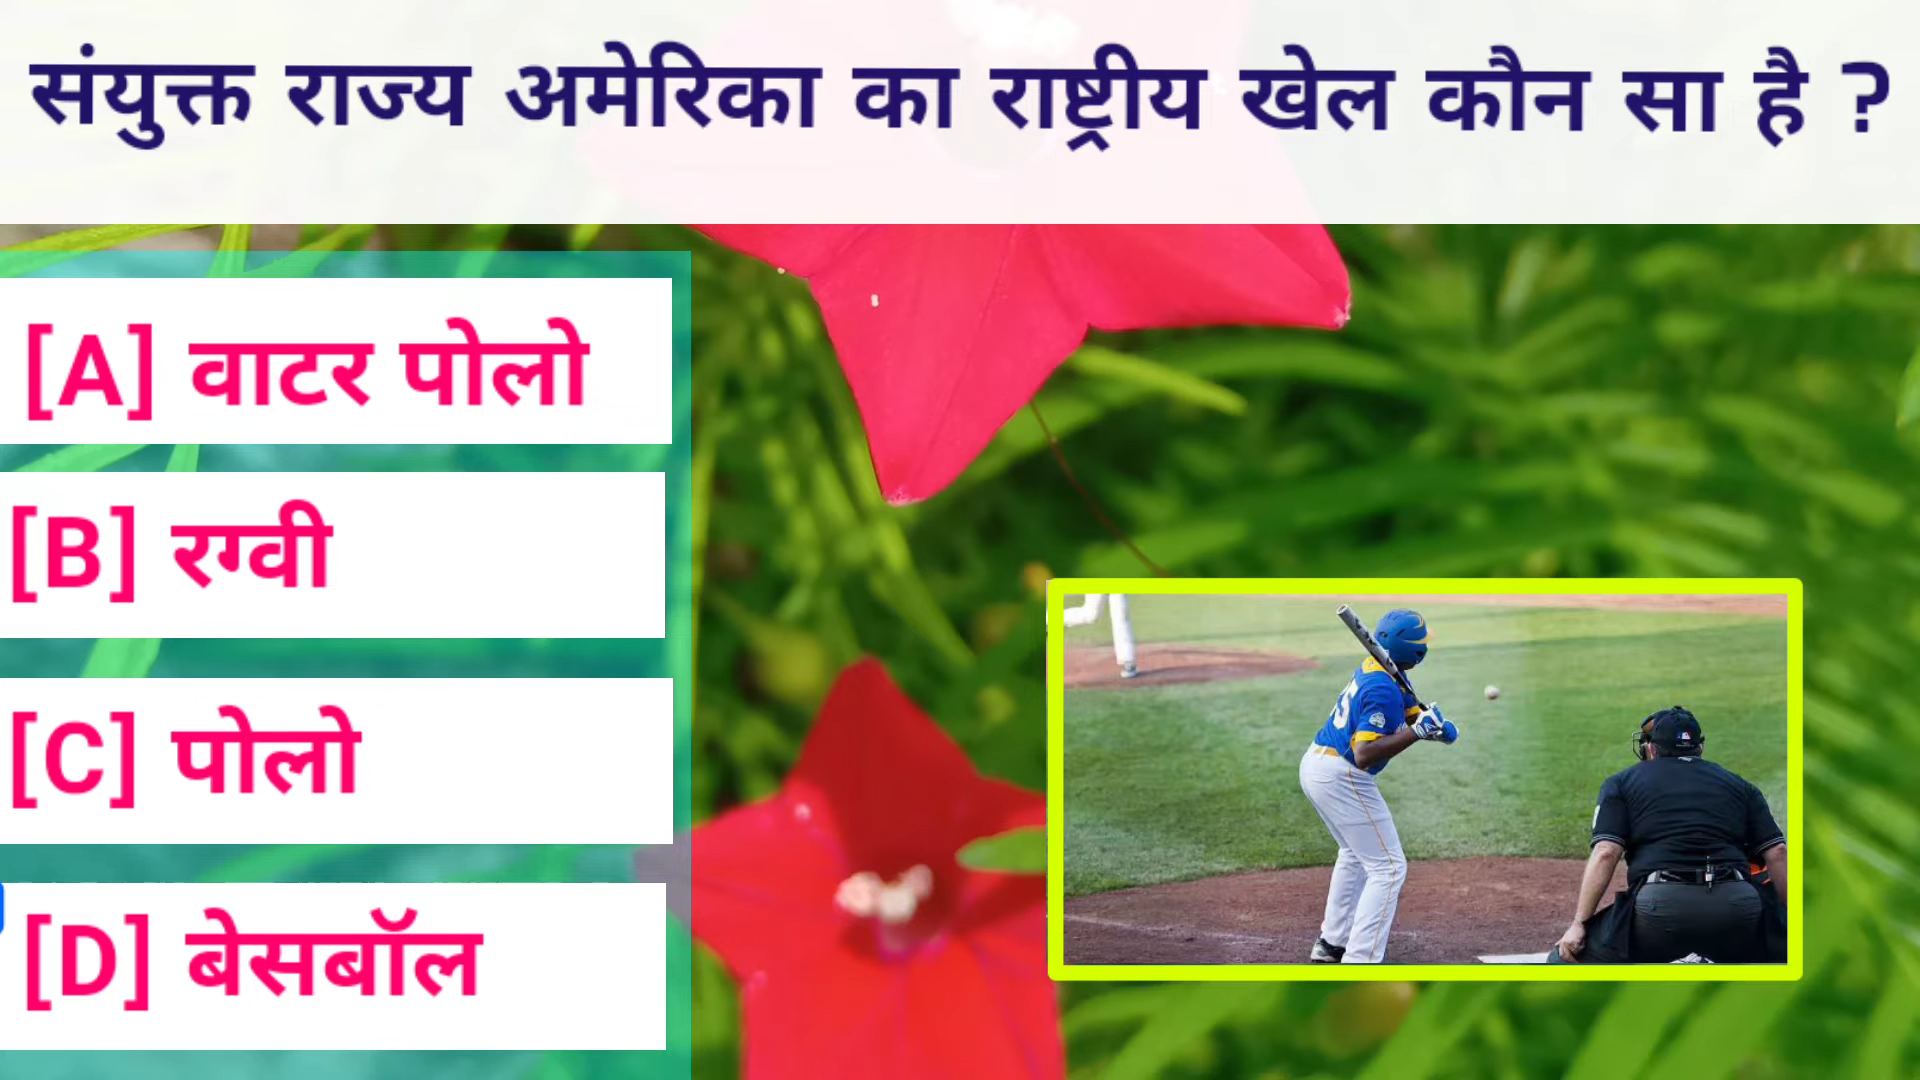 संयुक्त राज्य अमेरिका का राष्ट्रीय खेल कौन सा है ?
[A] वाटर पोलो
[B] रग्वी
[C] पोलो
[D] बेसबॉल